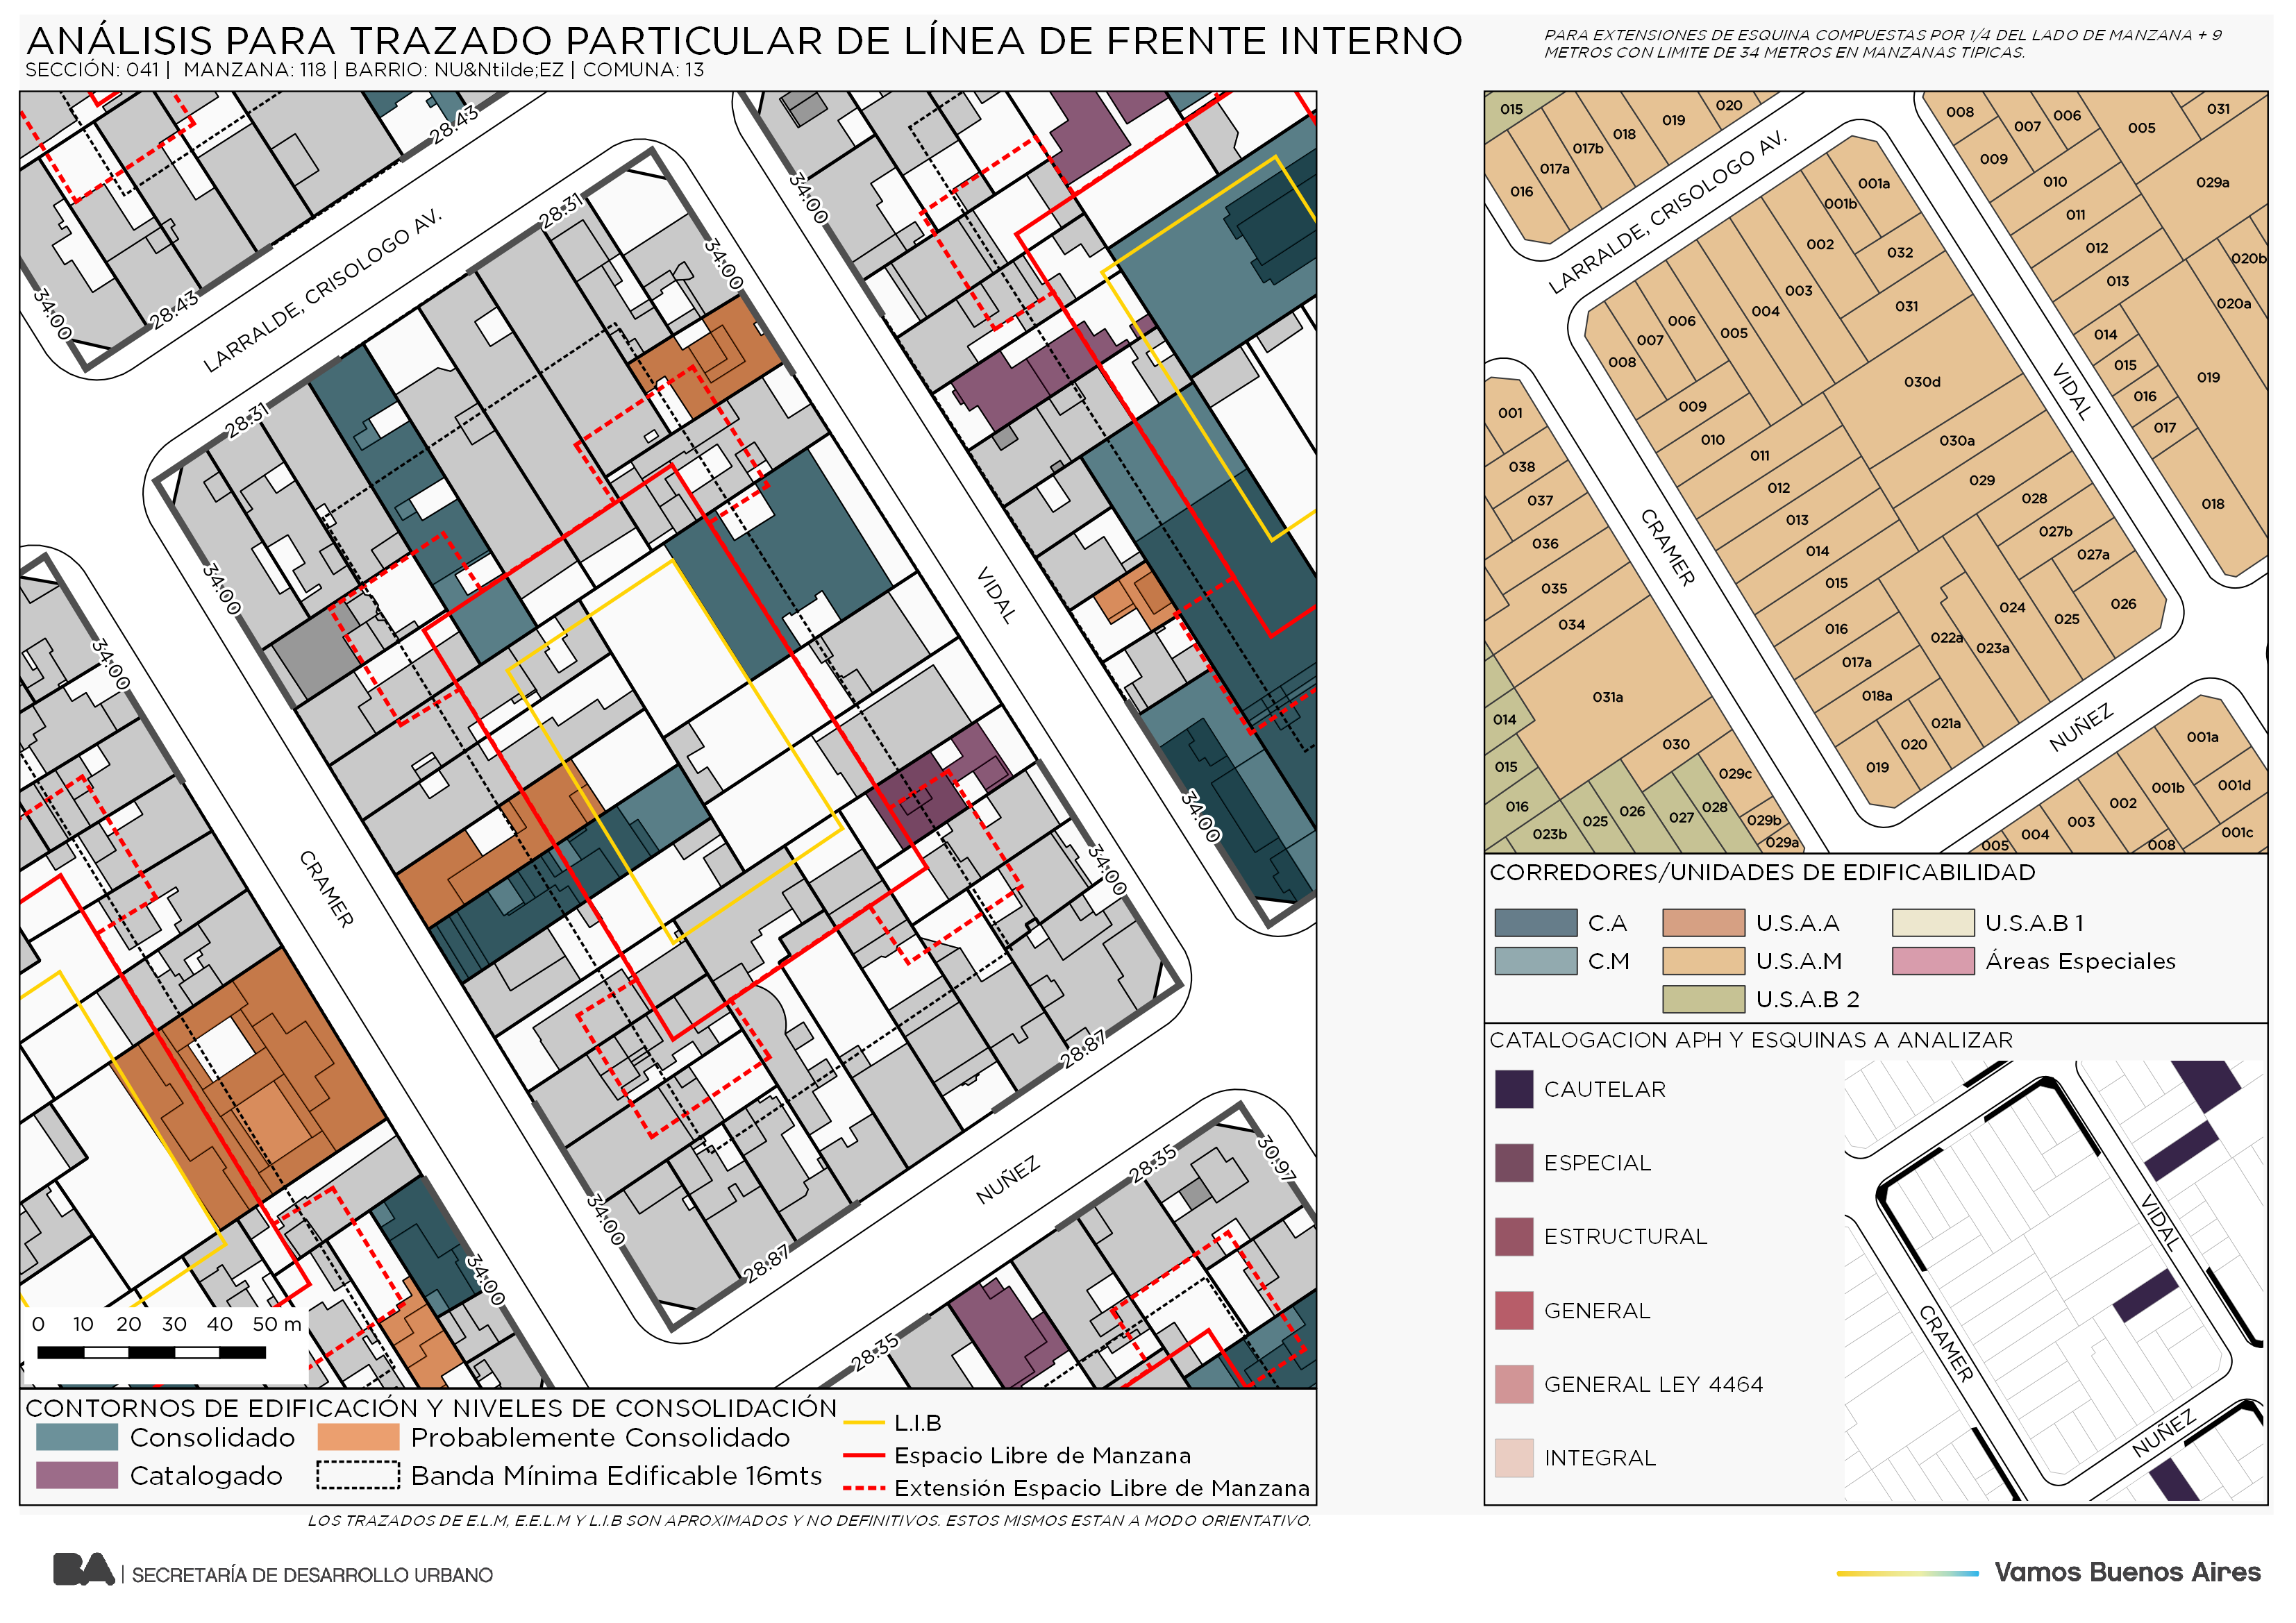 ANÁLISIS PARA TRAZADO PARTICULAR DE LÍNEA DE FRENTE INTERNO
SECCIÓN: 041 | MANZANA: 118 | BARRIO: NU&Ntilde;EZ | COMUNA: 13
PARA EXTENSIONES DE ESQUINA COMPUESTAS POR 1/4 DEL LADO DE MANZANA + 9
METROS CON LIMITE DE 34 METROS EN MANZANAS TIPICAS.
28.43
28.43
34.00
LARRALDE, CRISOLOGO AV.
28.31
28.31
34.00
34.00
34.00
34.00
VIDAL
CRAMER
34.00
34.00
34.00
28.87
28.87
NUÑEZ
34.00
28.35
28.35
30.97
0 10 20 30 40 50 m
CONTORNOS DE EDIFICACIÓN Y NIVELES DE CONSOLIDACIÓN
Consolidado
Probablemente Consolidado
Catalogado
Banda Mínima Edificable 16mts
L.I.B
Espacio Libre de Manzana
Extensión Espacio Libre de Manzana
LOS TRAZADOS DE E.L.M, E.E.L.M Y L.I.B SON APROXIMADOS Y NO DEFINITIVOS. ESTOS MISMOS ESTAN A MODO ORIENTATIVO.
015
016
017a
017b
018
019
020
LARRALDE, CRISOLOGO AV.
008
007
006
005
031
009
010
029a
011
012
013
020b
020a
014
015
016
017
019
018
001a
001b
002
032
003
031
004
005
006
007
008
009
010
011
012
013
014
015
016
017a
018a
019
020
021a
022a
023a
024
025
026
027a
027b
028
029
030a
030d
VIDAL
CRAMER
NUÑEZ
001
038
037
036
035
034
031a
014
015
016
023b
025
026
027
028
030
029c
029b
029a
005
004
003
002
001b
001a
001d
001c
008
CORREDORES/UNIDADES DE EDIFICABILIDAD
C.A
U.S.A.A
U.S.A.B 1
C.M
U.S.A.M
Áreas Especiales
U.S.A.B 2
CATALOGACION APH Y ESQUINAS A ANALIZAR
CAUTELAR
ESPECIAL
ESTRUCTURAL
GENERAL
GENERAL LEY 4464
INTEGRAL
VIDAL
CRAMER
NUÑEZ
BA | SECRETARÍA DE DESARROLLO URBANO
Vamos Buenos Aires